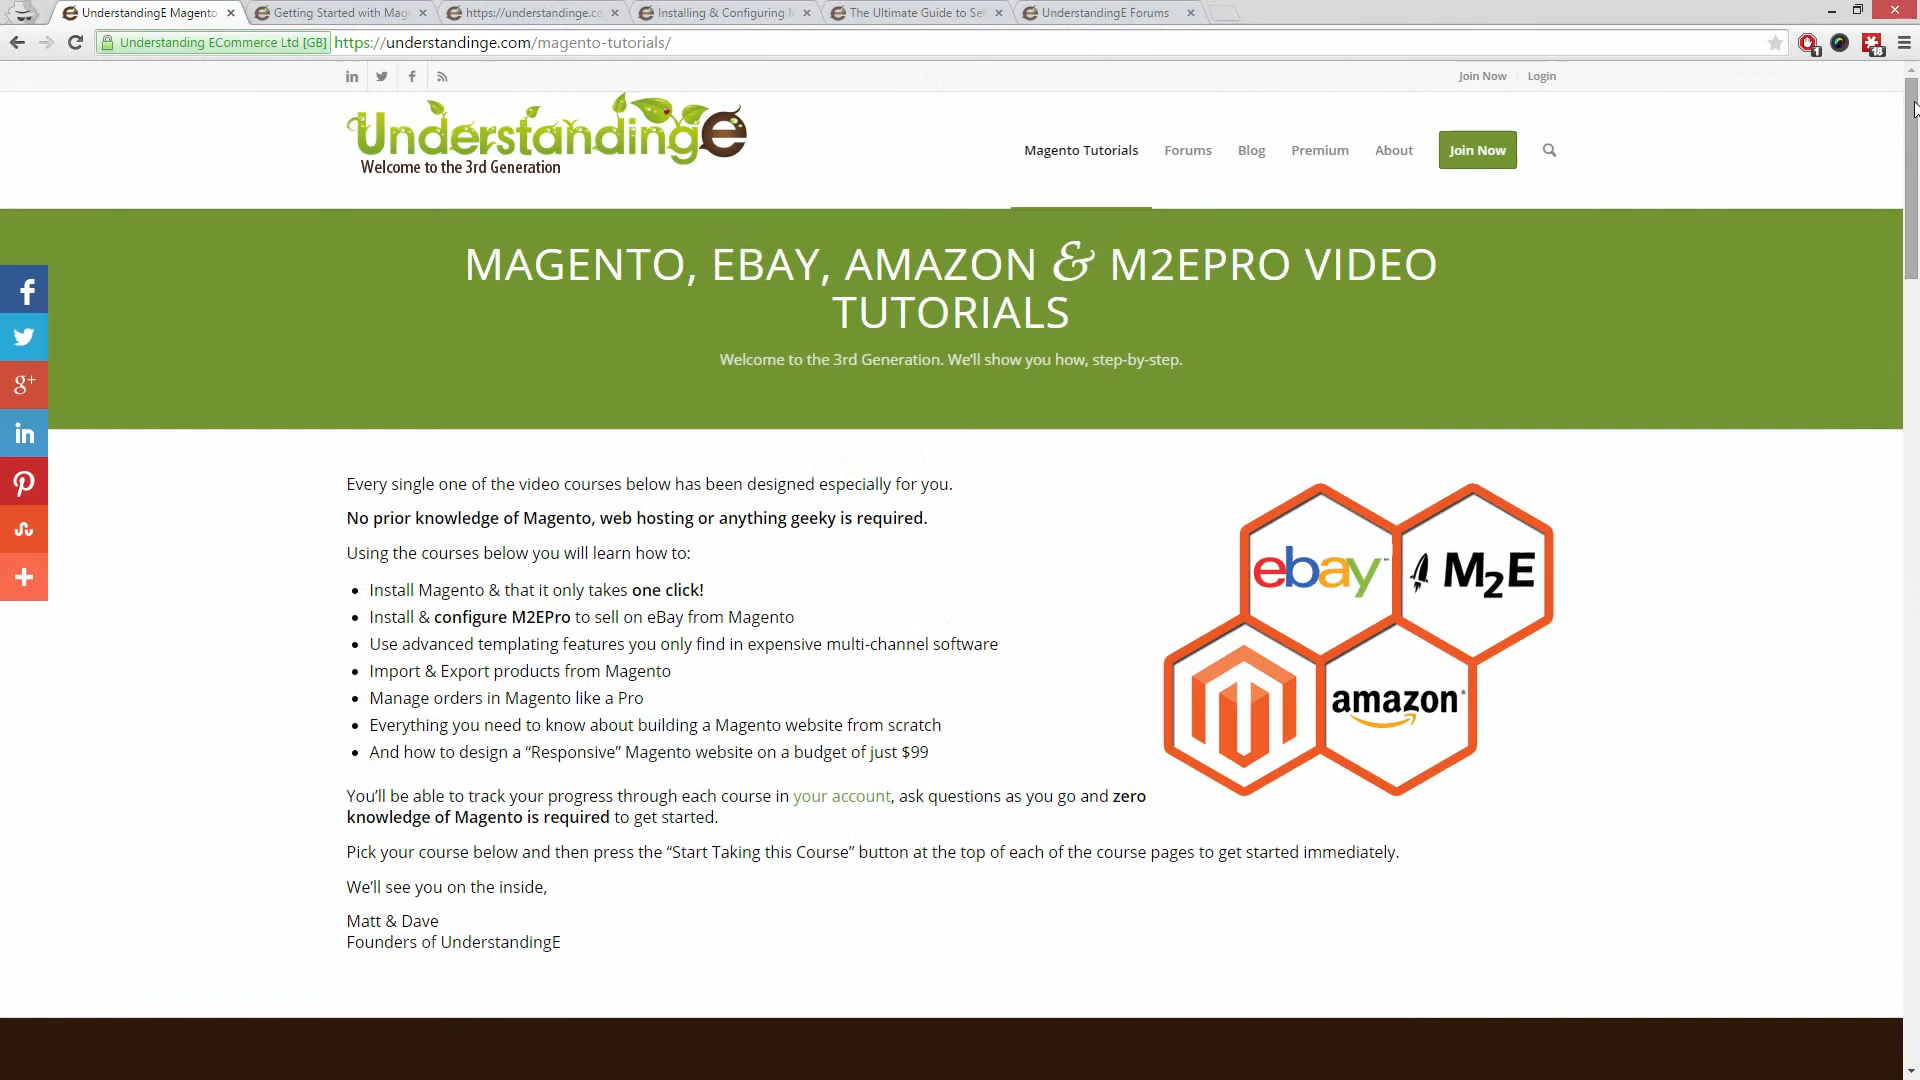 UnderstandingE Magento
Getting Started with Mag
https://understandinge.co
Installing & Configuring
The Ultimate Guide to Sel
UnderstandingE Forums
Understanding ECommerce Ltd [GB]
https://understandinge.com/magento-tutorials/
1
18
Join Now
Login
UnderstandingE
Welcome to the 3rd Generation
Magento Tutorials
Forums
Blog
Premium
About
Join Now
MAGENTO, EBAY, AMAZON & M2EPRO VIDEO
TUTORIALS
Welcome to the 3rd Generation. We'll show you how, step-by-step.
Every single one of the video courses below has been designed especially for you.
No prior knowledge of Magento, web hosting or anything geeky is required.
Using the courses below you will learn how to:
Install Magento & that it only takes one click!
Install & configure M2EPro to sell on eBay from Magento
Use advanced templating features you only find in expensive multi-channel software
Import & Export products from Magento
Manage orders in Magento like a Pro
Everything you need to know about building a Magento website from scratch
And how to design a “Responsive” Magento website on a budget of just $99
ebay™
M2E
amazon
You'll be able to track your progress through each course in your account, ask questions as you go and zero
knowledge of Magento is required to get started.
Pick your course below and then press the “Start Taking this Course” button at the top of each of the course pages to get started immediately.
We'll see you on the inside,
Matt & Dave
Founders of UnderstandingE